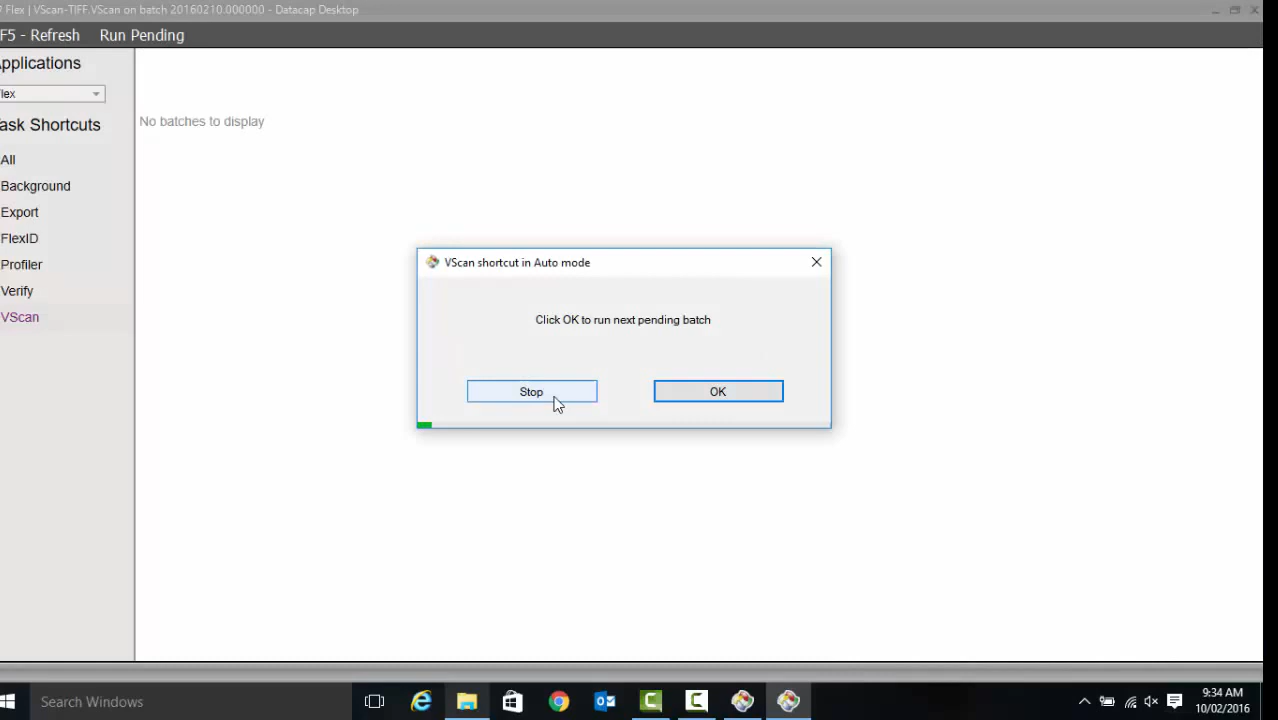 Flex | VScan-TIFF.VScan on batch 20160210.000000 - Datacap Desktop
F5 - Refresh Run Pending
pplications
lex
No batches to display
ask Shortcuts
All
Background
Export
FlexID
Profiler
Verify
VScan
VScan shortcut in Auto mode
Click OK to run next pending batch
Stop OK
Search Windows
9:34 AM
10/02/2016